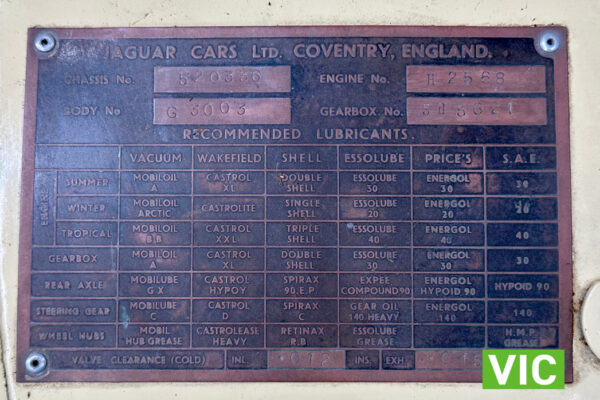 JAGUAR CARS LTD. COVENTRY, ENGLAND.
CHASSIS No. 520336 ENGINE No. H 2568
BODY No G 3003 GEARBOX. No.
RECOMMENDED LUBRICANTS.
VACUUM WAKEFIELD SHELL ESSOLUBE PRICE'S S.A.E.
ENGINE
SUMMER MOBILOIL A CASTROL XL DOUBLE SHELL ESSOLUBE 30 ENERGOL 30 30
WINTER MOBILOIL ARCTIC CASTROLITE SINGLE SHELL ESSOLUBE 20 ENERGOL 20 20
TROPICAL MOBILOIL BB CASTROL XXL TRIPLE SHELL ESSOLUBE 40 ENERGOL 40 40
GEARBOX MOBILOIL A CASTROL XL DOUBLE SHELL ESSOLUBE 30 ENERGOL 30 30
REAR AXLE MOBILUBE GX CASTROL HYPOY SPIRAX 90.E.P EXPEE COMPOUND 90 ENERGOL HYPOID 90 HYPOID 90
STEERING GEAR MOBILUBE C CASTROL D SPIRAX C GEAR OIL 140 HEAVY ENERGOL 140 140
WHEEL HUBS MOBIL HUB GREASE CASTROLEASE HEAVY RETINAX R.B ESSOLUBE GREASE H.M.P. GREASE
VALVE CLEARANCE (COLD) INL. 012 INS. EXH.
VIC